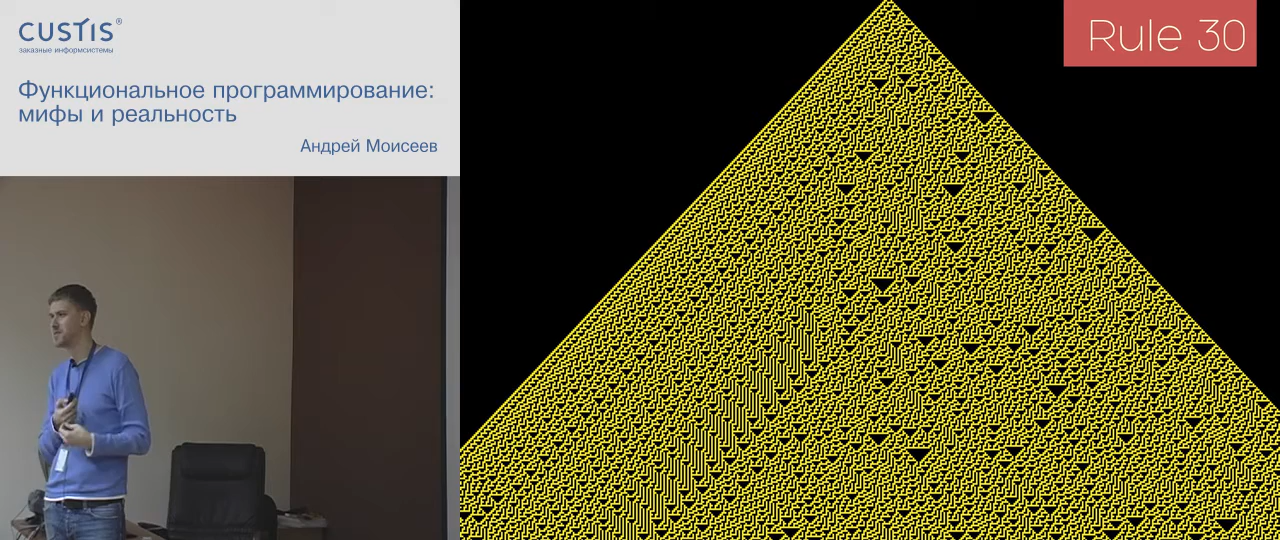 CUSTIS®
заказные информсистемы
Функциональное программирование:
мифы и реальность
Андрей Моисеев
Rule 30